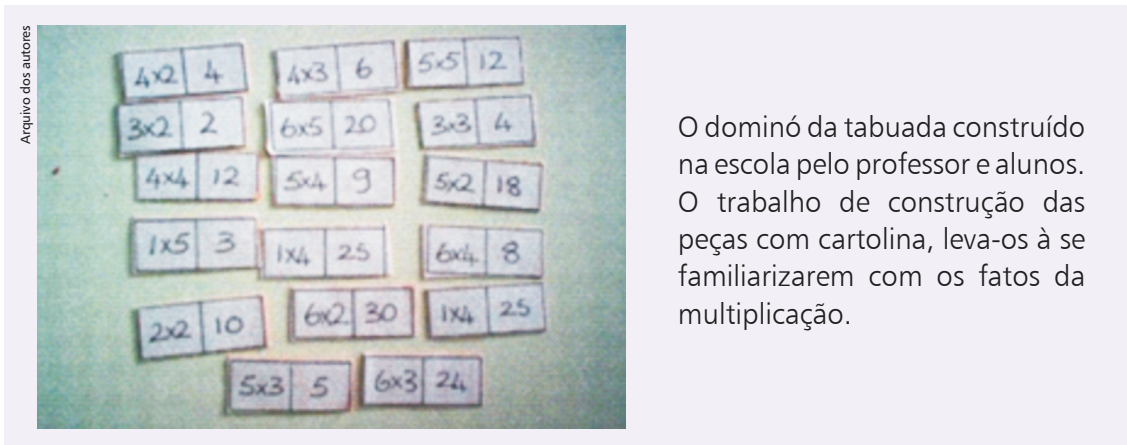 Arquivo dos autores
4x2 4
4x3 6
5x5 12
3x2 2
6x5 20
3x3 4
4x4 12
5x4 9
5x2 18
1x5 3
1x4 25
6x4 8
2x2 10
6x2 30
1x4 25
5x3 5
6x3 24
O dominó da tabuada construído
na escola pelo professor e alunos.
O trabalho de construção das
peças com cartolina, leva-os à se
familiarizarem com os fatos da
multiplicação.